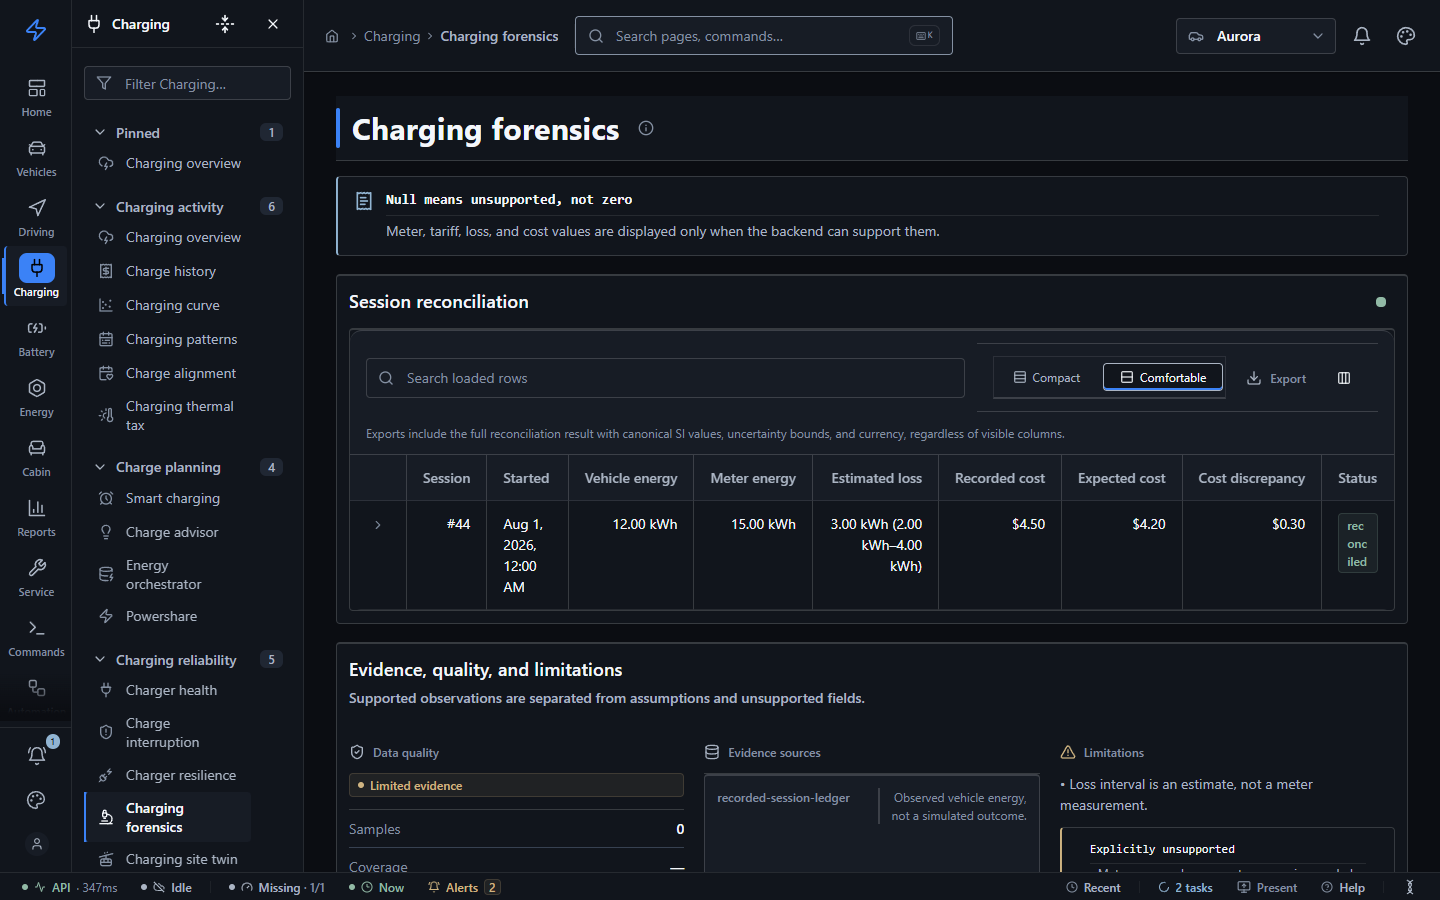 Charging
Charging
Charging forensics
Search pages, commands...
K
Aurora
Home
Vehicles
Driving
Charging
Battery
Energy
Cabin
Reports
Service
Commands
1
Filter Charging...
Pinned
1
Charging overview
Charging activity
6
Charging overview
Charge history
Charging curve
Charging patterns
Charge alignment
Charging thermal
tax
Charge planning
4
Smart charging
Charge advisor
Energy
orchestrator
Powershare
Charging reliability
5
Charger health
Charge
interruption
Charger resilience
Charging
forensics
Charging site twin
Charging forensics
Null means unsupported, not zero
Meter, tariff, loss, and cost values are displayed only when the backend can support them.
Session reconciliation
Search loaded rows
Compact
Comfortable
Export
Exports include the full reconciliation result with canonical SI values, uncertainty bounds, and currency, regardless of visible columns.
Session
Started
Vehicle energy
Meter energy
Estimated loss
Recorded cost
Expected cost
Cost discrepancy
Status
#44
Aug 1,
2026,
12:00
AM
12.00 kWh
15.00 kWh
3.00 kWh (2.00
kWh–4.00
kWh)
$4.50
$4.20
$0.30
rec
onc
iled
Evidence, quality, and limitations
Supported observations are separated from assumptions and unsupported fields.
Data quality
Limited evidence
Samples
0
Coverage
—
Evidence sources
recorded-session-ledger
Observed vehicle energy,
not a simulated outcome.
Limitations
• Loss interval is an estimate, not a meter
measurement.
Explicitly unsupported
API · 347ms
Idle
Missing · 1/1
Now
Alerts
2
Recent
2 tasks
Present
Help